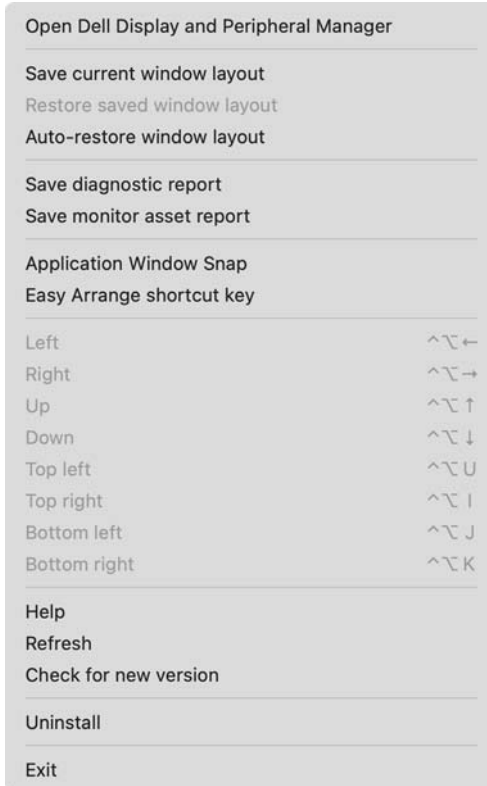 Open Dell Display and Peripheral Manager
Save current window layout
Restore saved window layout
Auto-restore window layout
Save diagnostic report
Save monitor asset report
Application Window Snap
Easy Arrange shortcut key
Left ^⌥←
Right ^⌥→
Up ^⌥↑
Down ^⌥↓
Top left ^⌥U
Top right ^⌥I
Bottom left ^⌥J
Bottom right ^⌥K
Help
Refresh
Check for new version
Uninstall
Exit